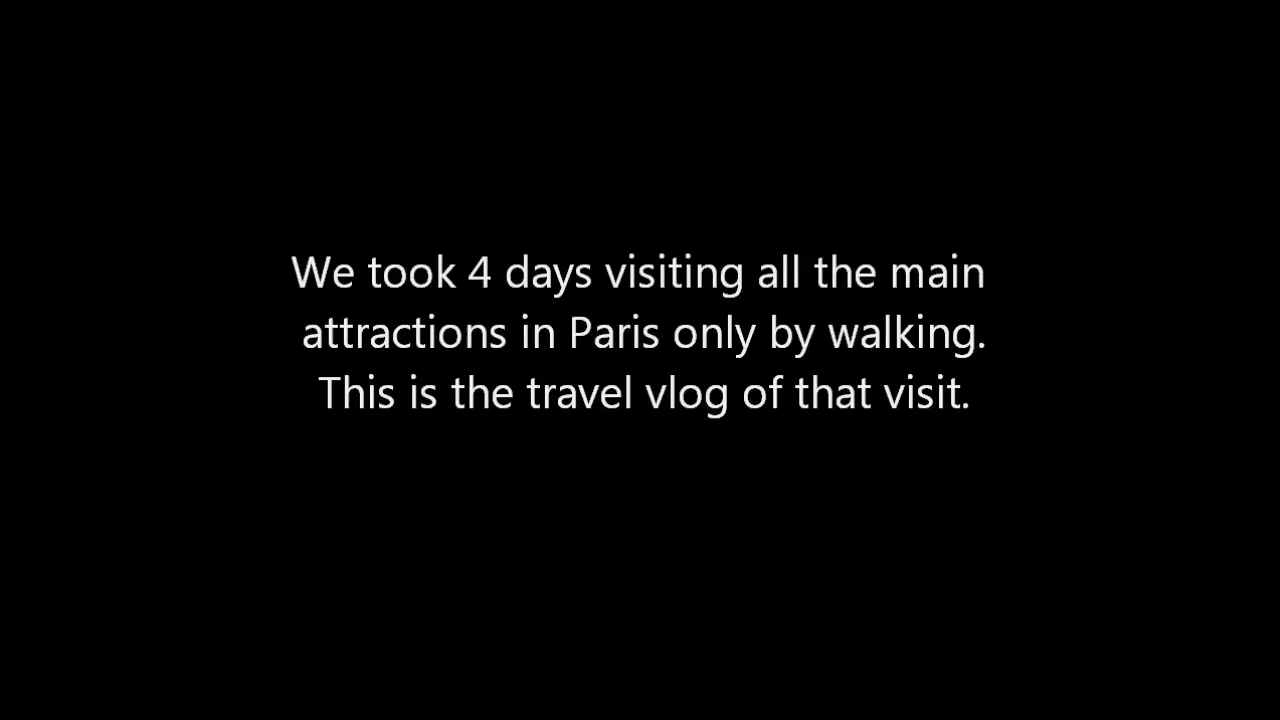 We took 4 days visiting all the main
attractions in Paris only by walking.
This is the travel vlog of that visit.